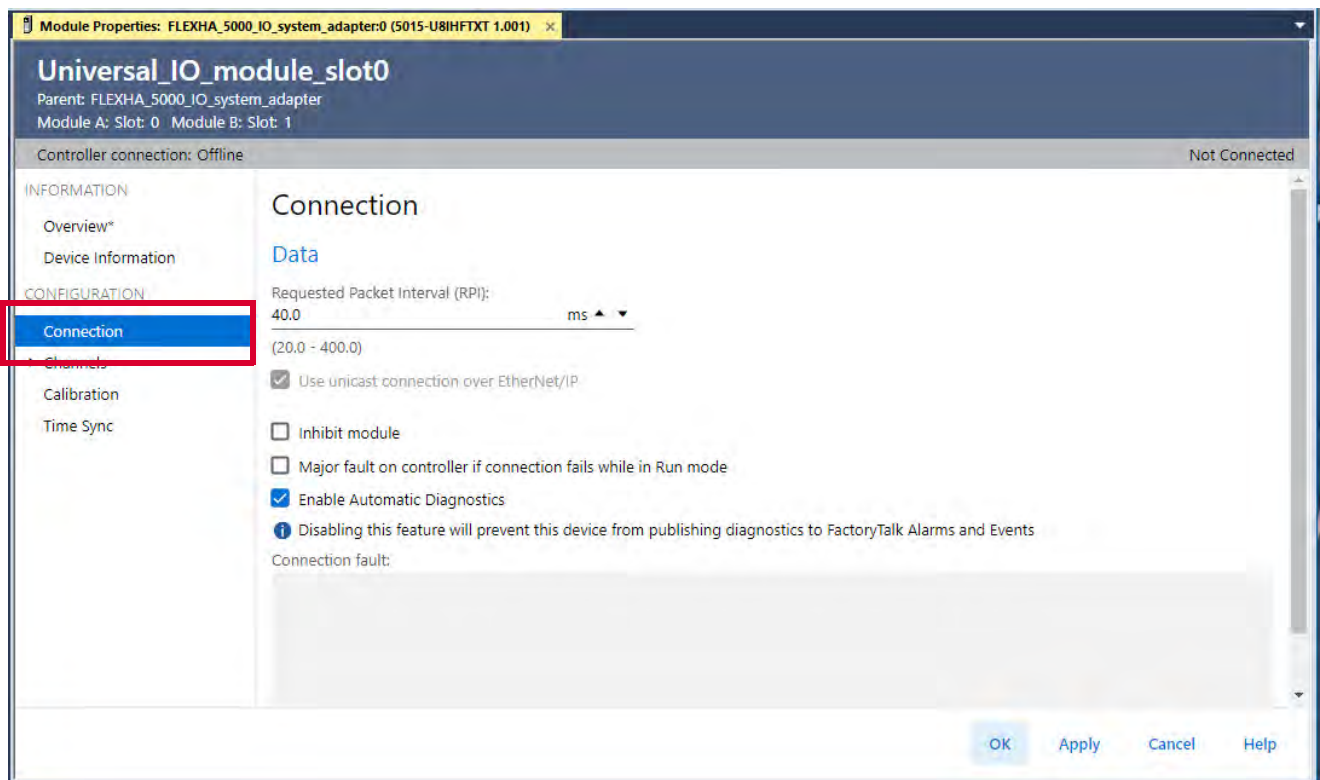 Module Properties: FLEXHA_5000_IO_system_adapter:0 (5015-U8IHFTXT 1.001)
Universal_IO_module_slot0
Parent: FLEXHA_5000_IO_system_adapter
Module A: Slot: 0 Module B: Slot: 1
Controller connection: Offline
Not Connected
INFORMATION
Overview*
Device Information
CONFIGURATION
Connection
Channels
Calibration
Time Sync
Connection
Data
Requested Packet Interval (RPI):
40.0 ms
(20.0 - 400.0)
Use unicast connection over EtherNet/IP
Inhibit module
Major fault on controller if connection fails while in Run mode
Enable Automatic Diagnostics
Disabling this feature will prevent this device from publishing diagnostics to FactoryTalk Alarms and Events
Connection fault:
OK Apply Cancel Help